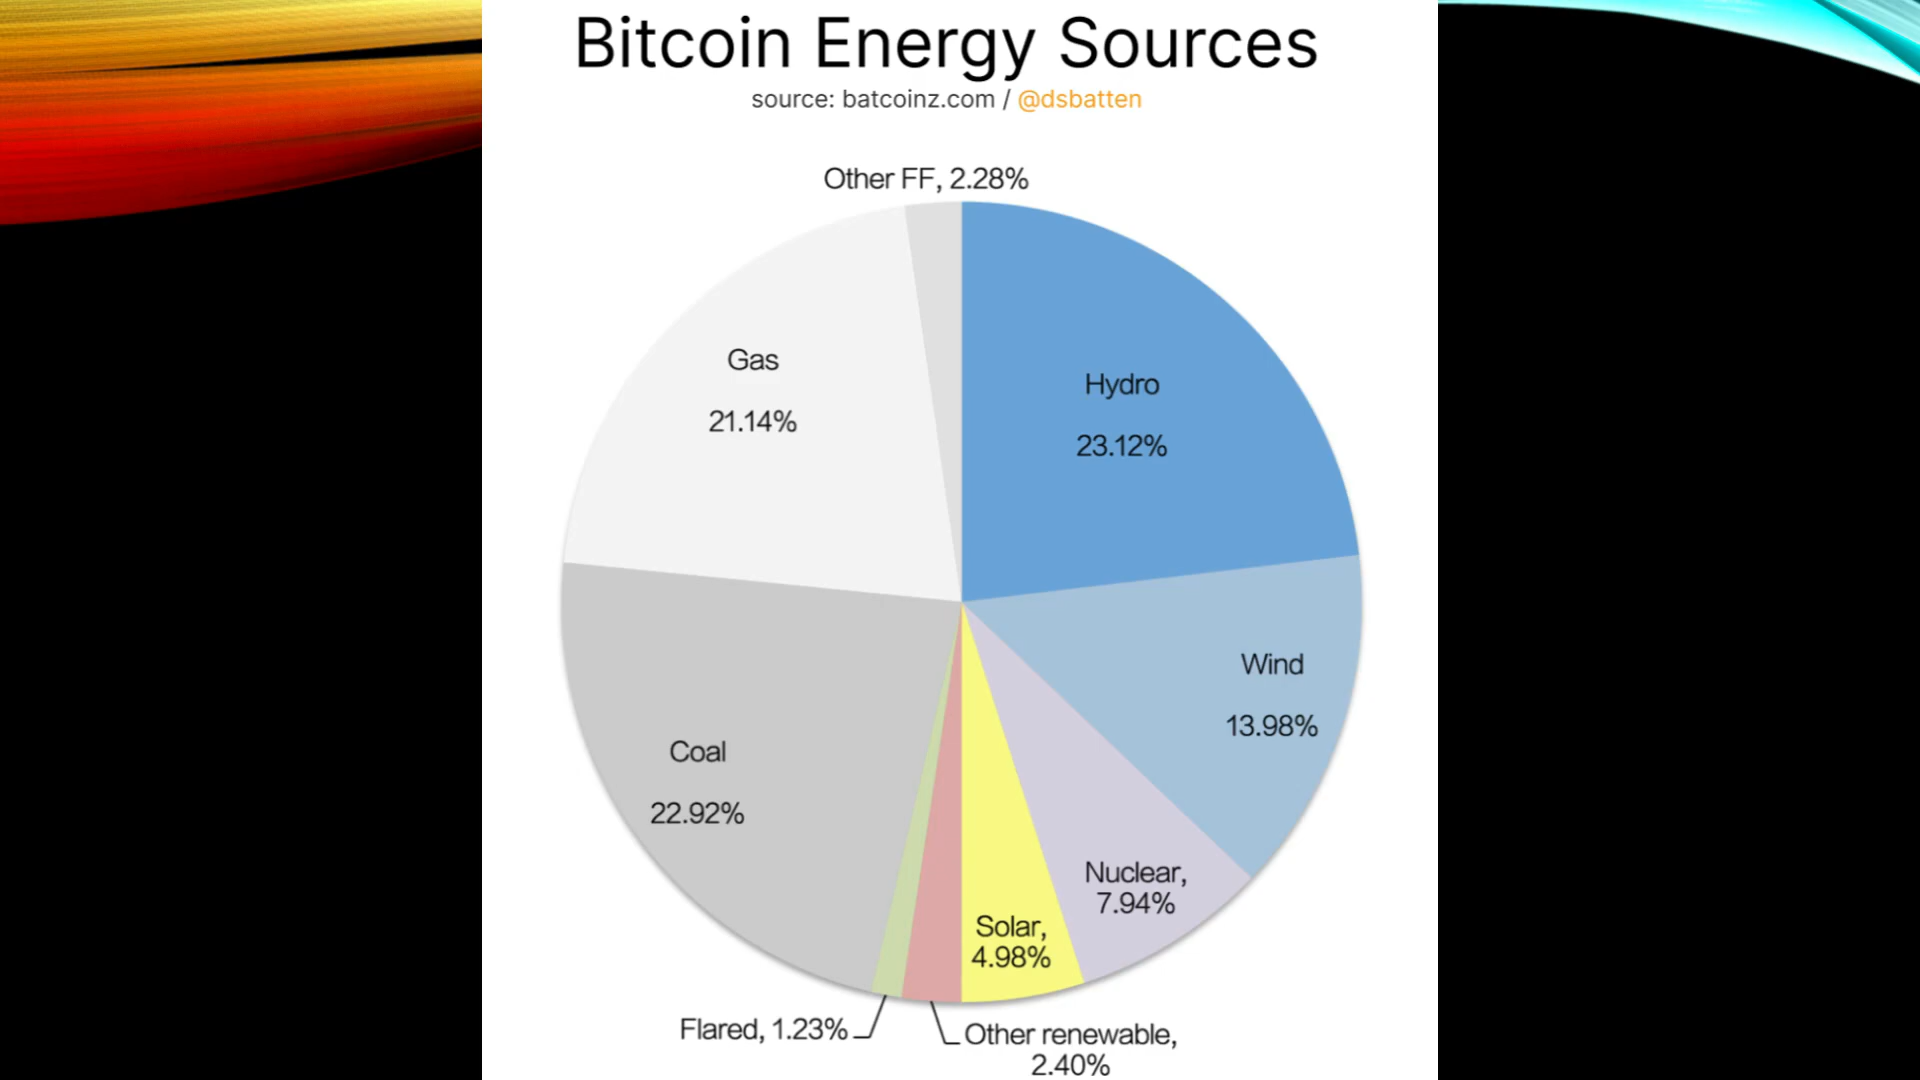 Bitcoin Energy Sources
source: batcoinz.com / @dsbatten
Other FF, 2.28%
Gas
21.14%
Hydro
23.12%
Wind
13.98%
Coal
22.92%
Nuclear,
7.94%
Solar,
4.98%
Flared, 1.23%
Other renewable,
2.40%